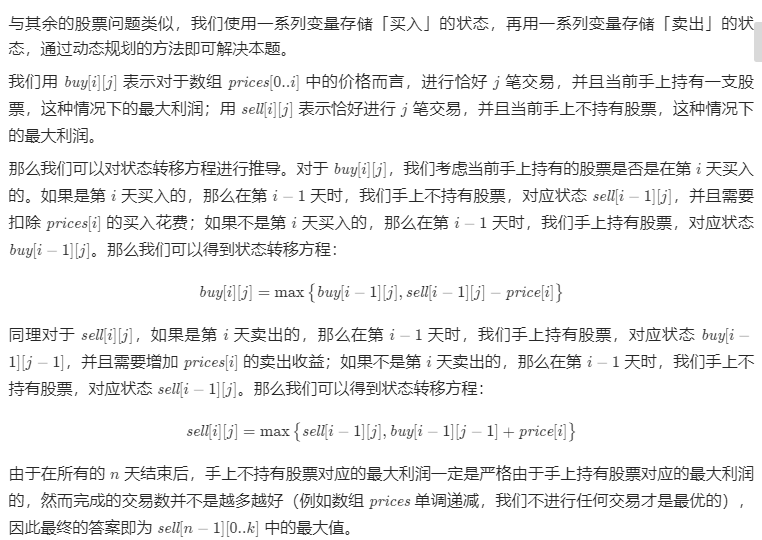 与其余的股票问题类似，我们使用一系列变量存储「买入」的状态，再用一系列变量存储「卖出」的状
态，通过动态规划的方法即可解决本题。
我们用 buy[i][j] 表示对于数组 prices[0..i] 中的价格而言，进行恰好 j 笔交易，并且当前手上持有一支股
票，这种情况下的最大利润；用 sell[i][j] 表示恰好进行 j 笔交易，并且当前手上不持有股票，这种情况下
的最大利润。
那么我们可以对状态转移方程进行推导。对于 buy[i][j]，我们考虑当前手上持有的股票是否是在第 i 天买入
的。如果是第 i 天买入的，那么在第 i − 1 天时，我们手上不持有股票，对应状态 sell[i − 1][j]，并且需要
扣除 prices[i] 的买入花费；如果不是第 i 天买入的，那么在第 i − 1 天时，我们手上持有股票，对应状态
buy[i − 1][j]。那么我们可以得到状态转移方程：
buy[i][j] = max {buy[i − 1][j], sell[i − 1][j] − price[i]}
同理对于 sell[i][j]，如果是第 i 天卖出的，那么在第 i − 1 天时，我们手上持有股票，对应状态 buy[i −
1][j − 1]，并且需要增加 prices[i] 的卖出收益；如果不是第 i 天卖出的，那么在第 i − 1 天时，我们手上不
持有股票，对应状态 sell[i − 1][j]。那么我们可以得到状态转移方程：
sell[i][j] = max {sell[i − 1][j], buy[i − 1][j − 1] + price[i]}
由于在所有的 n 天结束后，手上不持有股票对应的最大利润一定是严格由于手上持有股票对应的最大利润
的，然而完成的交易数并不是越多越好（例如数组 prices 单调递减，我们不进行任何交易才是最优的），
因此最终的答案即为 sell[n − 1][0..k] 中的最大值。